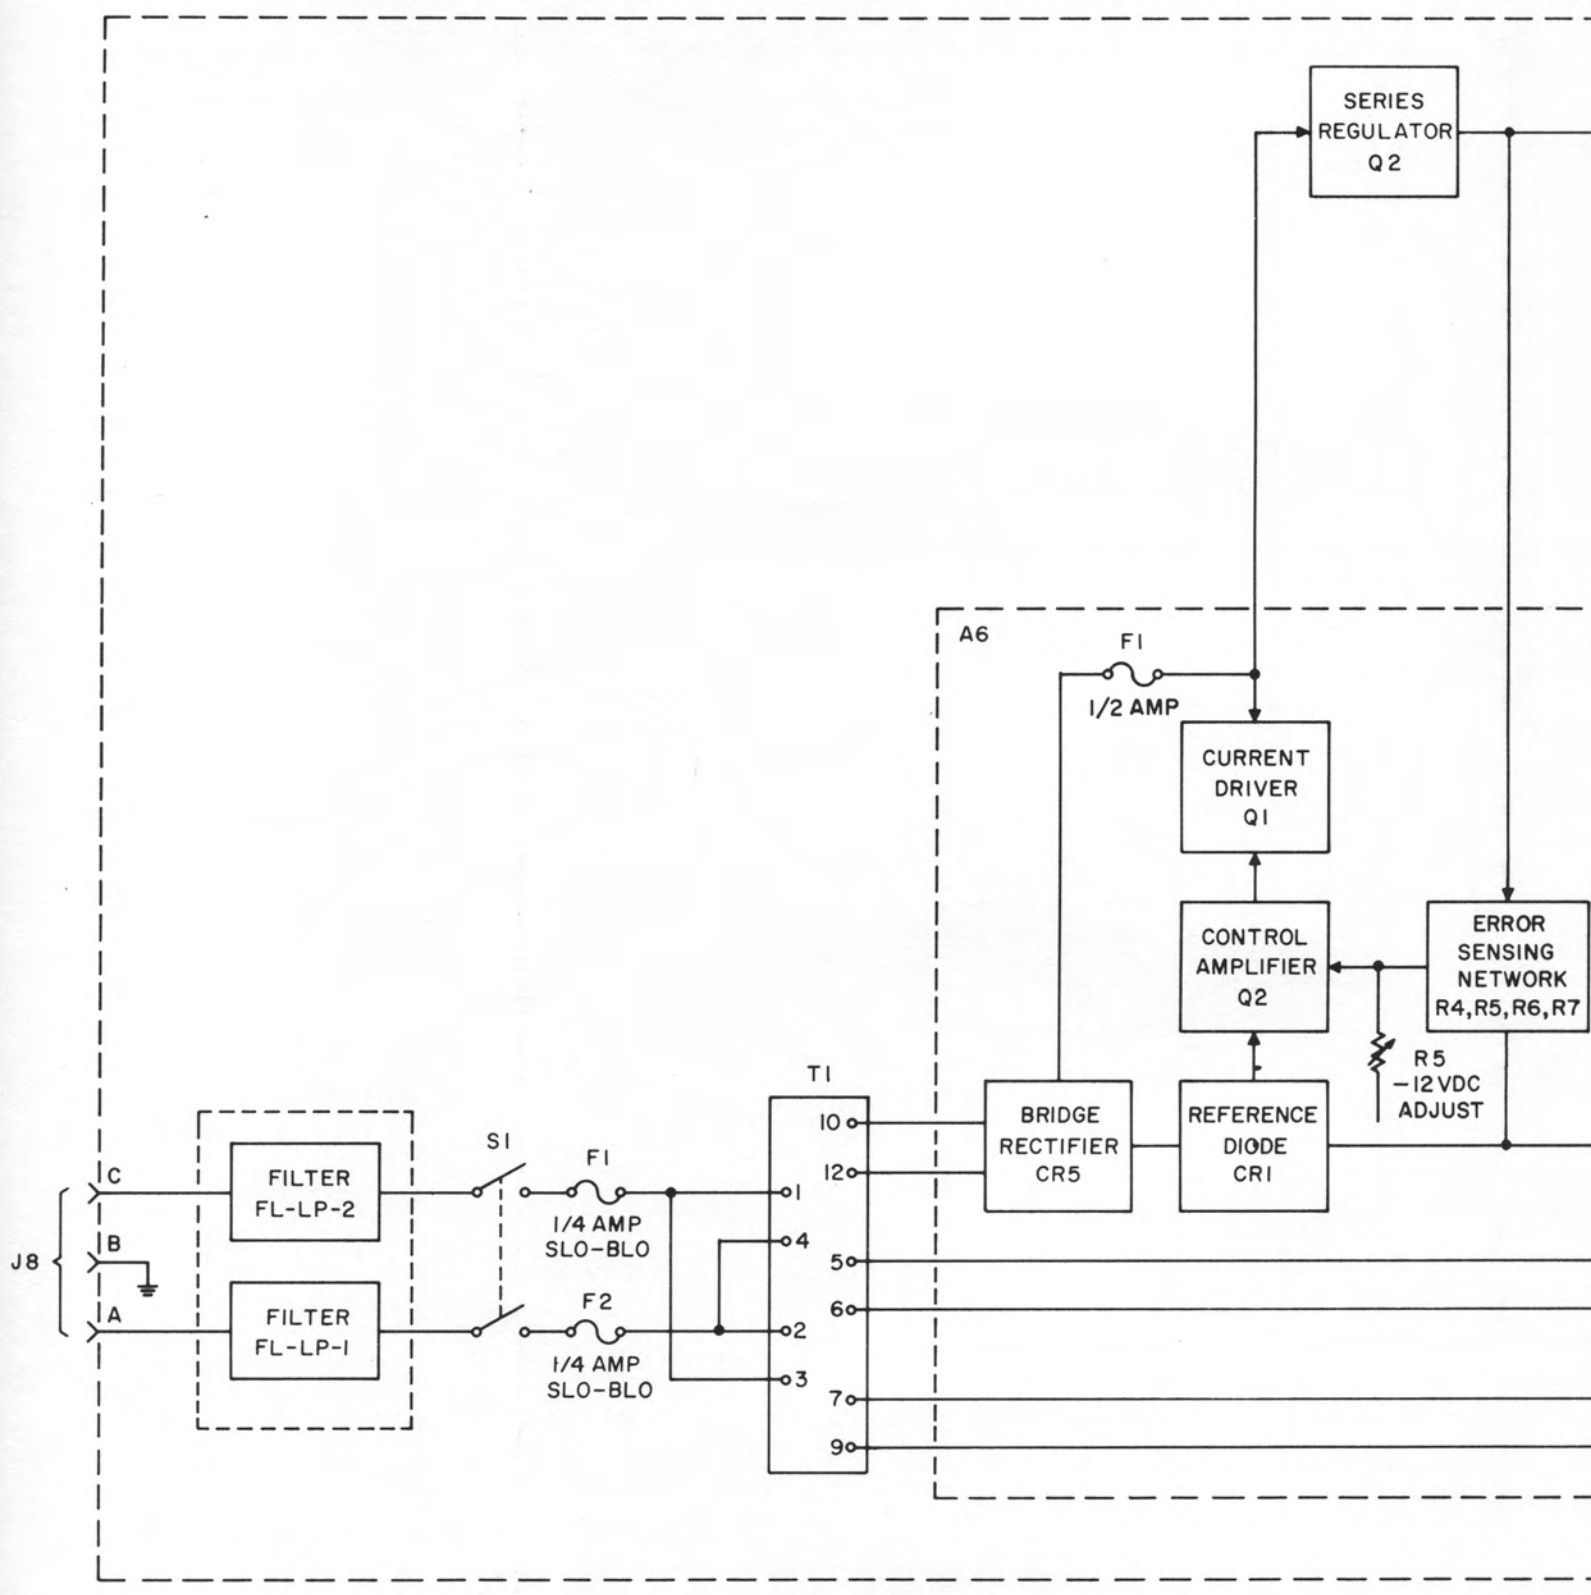 SERIES
REGULATOR
Q2
A6
F1
1/2 AMP
CURRENT
DRIVER
Q1
CONTROL
AMPLIFIER
Q2
ERROR
SENSING
NETWORK
R4,R5,R6,R7
R5
-12VDC
ADJUST
T1
10
12
1
4
5
6
2
3
7
9
BRIDGE
RECTIFIER
CR5
REFERENCE
DIODE
CR1
S1
F1
1/4 AMP
SLO-BLO
F2
1/4 AMP
SLO-BLO
FILTER
FL-LP-2
FILTER
FL-LP-1
C
B
A
J8